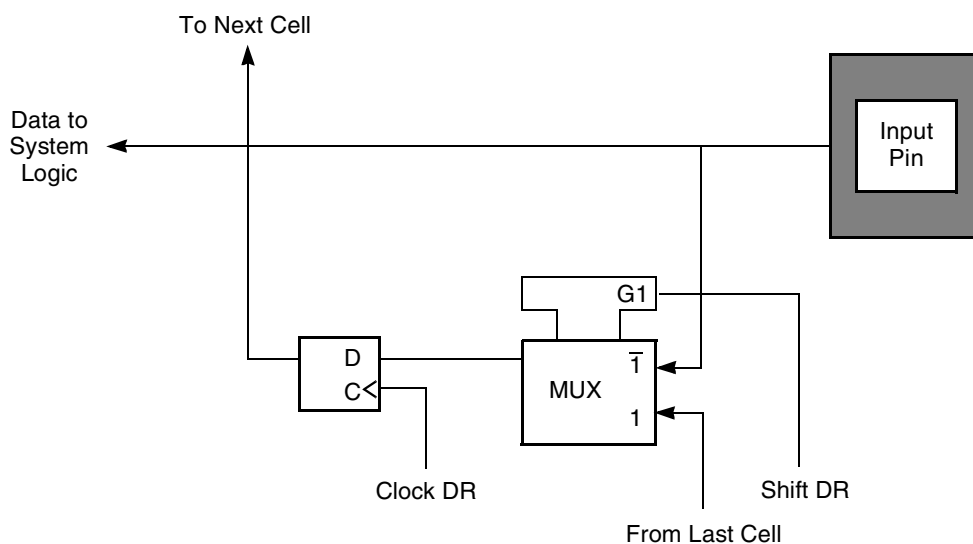 To Next Cell
Data to
System
Logic
Input
Pin
G1
D
C
MUX
1̅
1
Clock DR
Shift DR
From Last Cell